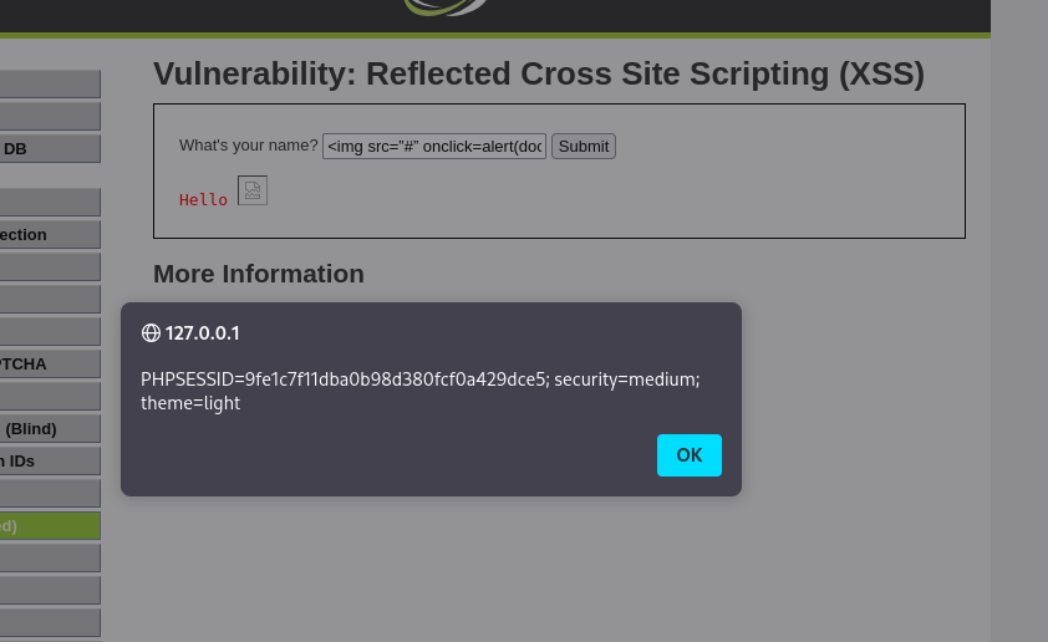 Vulnerability: Reflected Cross Site Scripting (XSS)
What's your name? <img src="#" onclick=alert(doc Submit
Hello
More Information
127.0.0.1
PHPSESSID=9fe1c7f11dba0b98d380fcf0a429dce5; security=medium;
theme=light
OK
DB
ection
PTCHA
(Blind)
n IDs
ed)